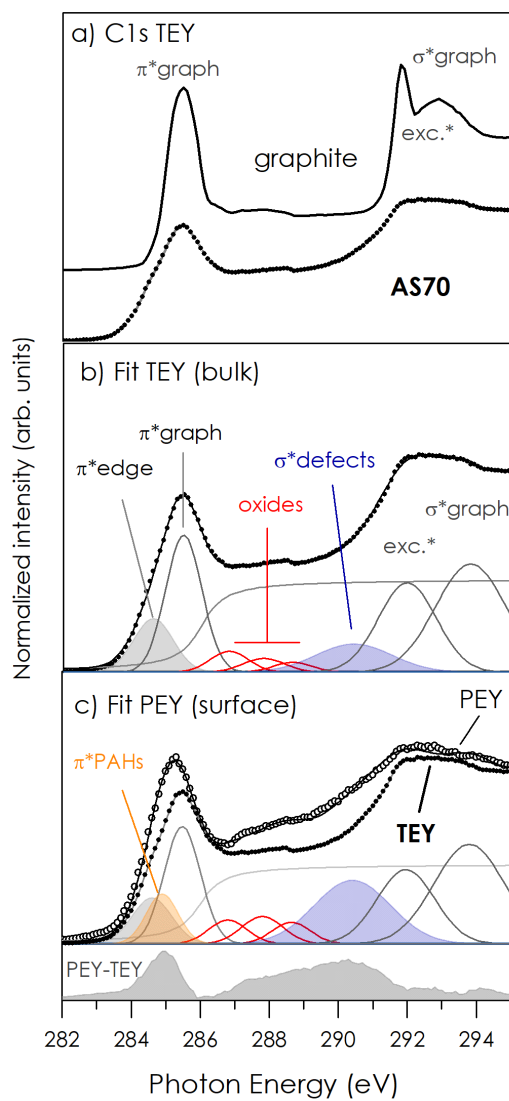 a) C1s TEY
π*graph
σ*graph
exc.*
graphite
AS70
Normalized intensity (arb. units)
b) Fit TEY (bulk)
π*graph
π*edge
σ*defects
oxides
σ*graph
exc.*
c) Fit PEY (surface)
PEY
π*PAHs
TEY
PEY-TEY
282 284 286 288 290 292 294
Photon Energy (eV)